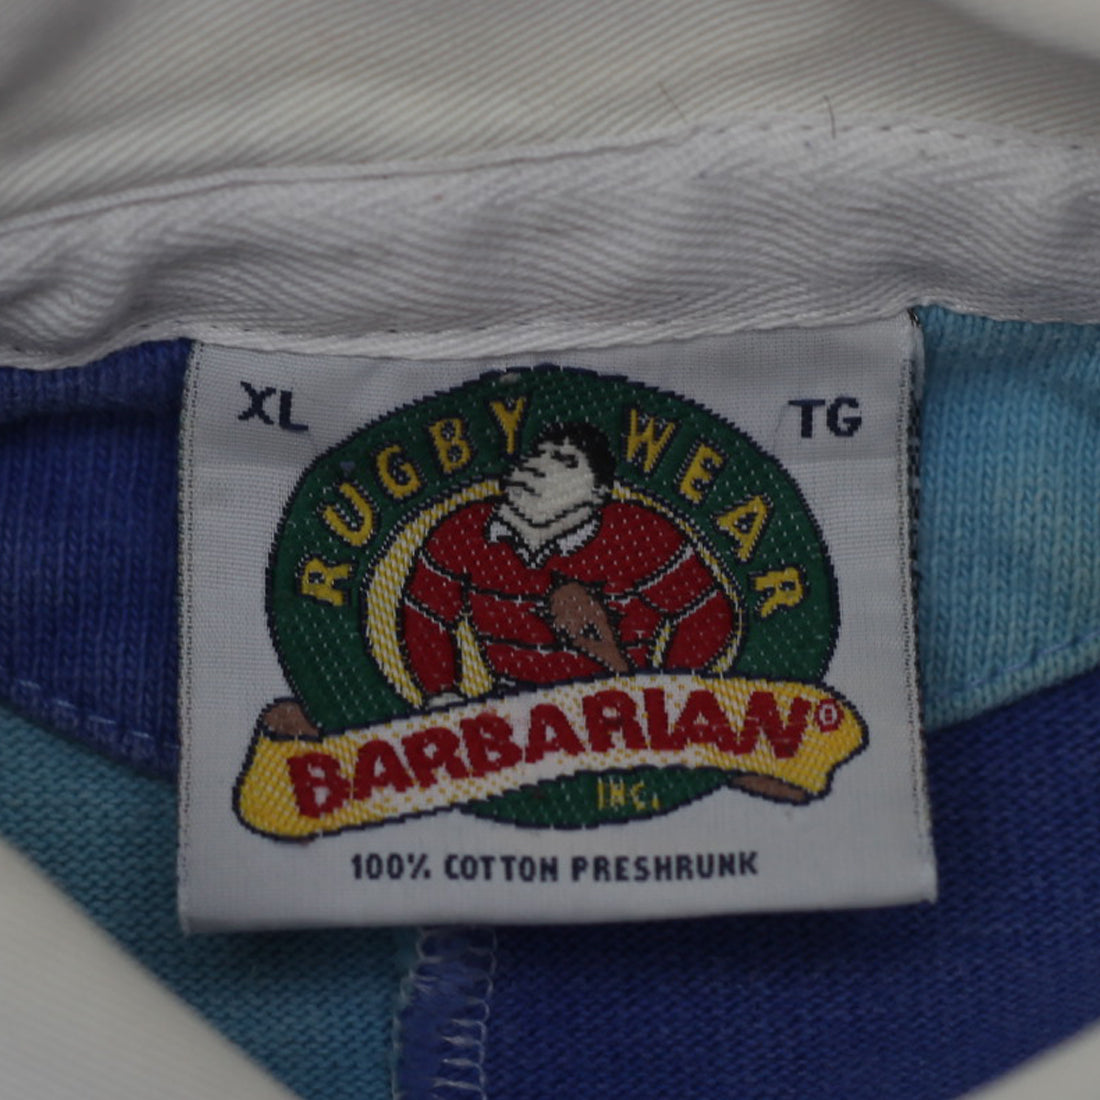 XL TG
RUGBY WEAR
BARBARIAN®
INC.
100% COTTON PRESHRUNK